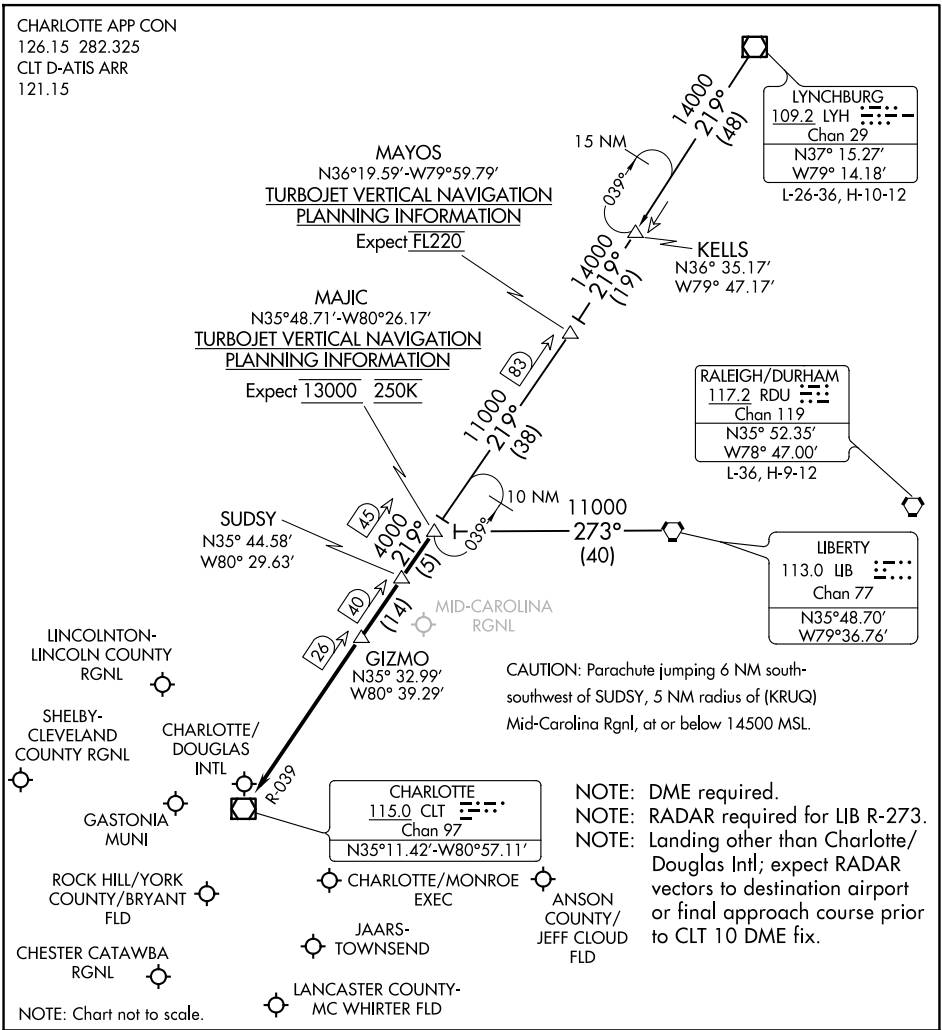 CHARLOTTE APP CON
126.15 282.325
CLT D-ATIS ARR
121.15
LYNCHBURG
109.2 LYH
Chan 29
N37° 15.27'
W79° 14.18'
L-26-36, H-10-12
14000
219°
(48)
15 NM
039°
MAYOS
N36°19.59'-W79°59.79'
TURBOJET VERTICAL NAVIGATION
PLANNING INFORMATION
Expect FL220
KELLS
N36° 35.17'
W79° 47.17'
14000
219°
(19)
MAJIC
N35°48.71'-W80°26.17'
TURBOJET VERTICAL NAVIGATION
PLANNING INFORMATION
Expect 13000 250K
83
11000
219°
(38)
RALEIGH/DURHAM
117.2 RDU
Chan 119
N35° 52.35'
W78° 47.00'
L-36, H-9-12
10 NM
039°
11000
273°
(40)
LIBERTY
113.0 LIB
Chan 77
N35°48.70'
W79°36.76'
SUDSY
N35° 44.58'
W80° 29.63'
45
4000
219°
(5)
40
(14)
26
MID-CAROLINA
RGNL
GIZMO
N35° 32.99'
W80° 39.29'
CAUTION: Parachute jumping 6 NM south-
southwest of SUDSY, 5 NM radius of (KRUQ)
Mid-Carolina Rgnl, at or below 14500 MSL.
LINCOLNTON-
LINCOLN COUNTY
RGNL
SHELBY-
CLEVELAND
COUNTY RGNL
CHARLOTTE/
DOUGLAS
INTL
R-039
GASTONIA
MUNI
CHARLOTTE
115.0 CLT
Chan 97
N35°11.42'-W80°57.11'
NOTE: DME required.
NOTE: RADAR required for LIB R-273.
NOTE: Landing other than Charlotte/
Douglas Intl; expect RADAR
vectors to destination airport
or final approach course prior
to CLT 10 DME fix.
ROCK HILL/YORK
COUNTY/BRYANT
FLD
CHARLOTTE/MONROE
EXEC
ANSON
COUNTY/
JEFF CLOUD
FLD
JAARS-
TOWNSEND
CHESTER CATAWBA
RGNL
LANCASTER COUNTY-
MC WHIRTER FLD
NOTE: Chart not to scale.